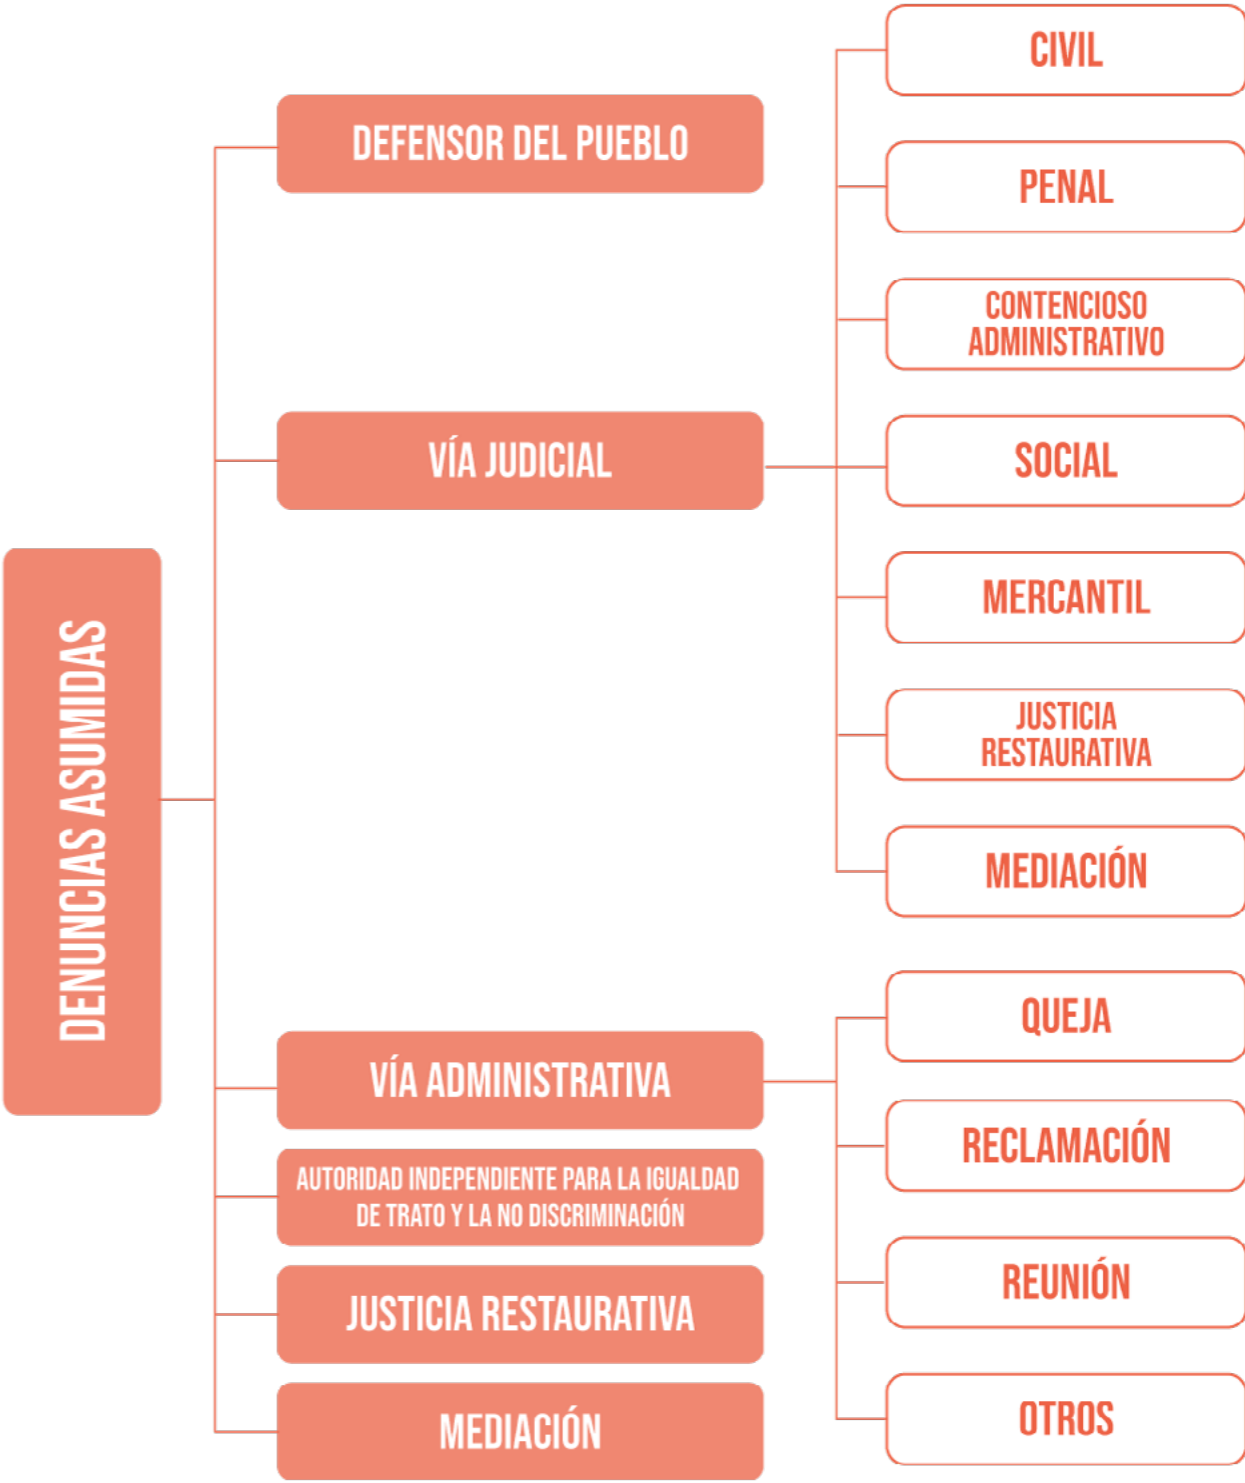 DENUNCIAS ASUMIDAS
DEFENSOR DEL PUEBLO
VÍA JUDICIAL
CIVIL
PENAL
CONTENCIOSO
ADMINISTRATIVO
SOCIAL
MERCANTIL
JUSTICIA
RESTAURATIVA
MEDIACIÓN
VÍA ADMINISTRATIVA
QUEJA
RECLAMACIÓN
REUNIÓN
OTROS
AUTORIDAD INDEPENDIENTE PARA LA IGUALDAD
DE TRATO Y LA NO DISCRIMINACIÓN
JUSTICIA RESTAURATIVA
MEDIACIÓN